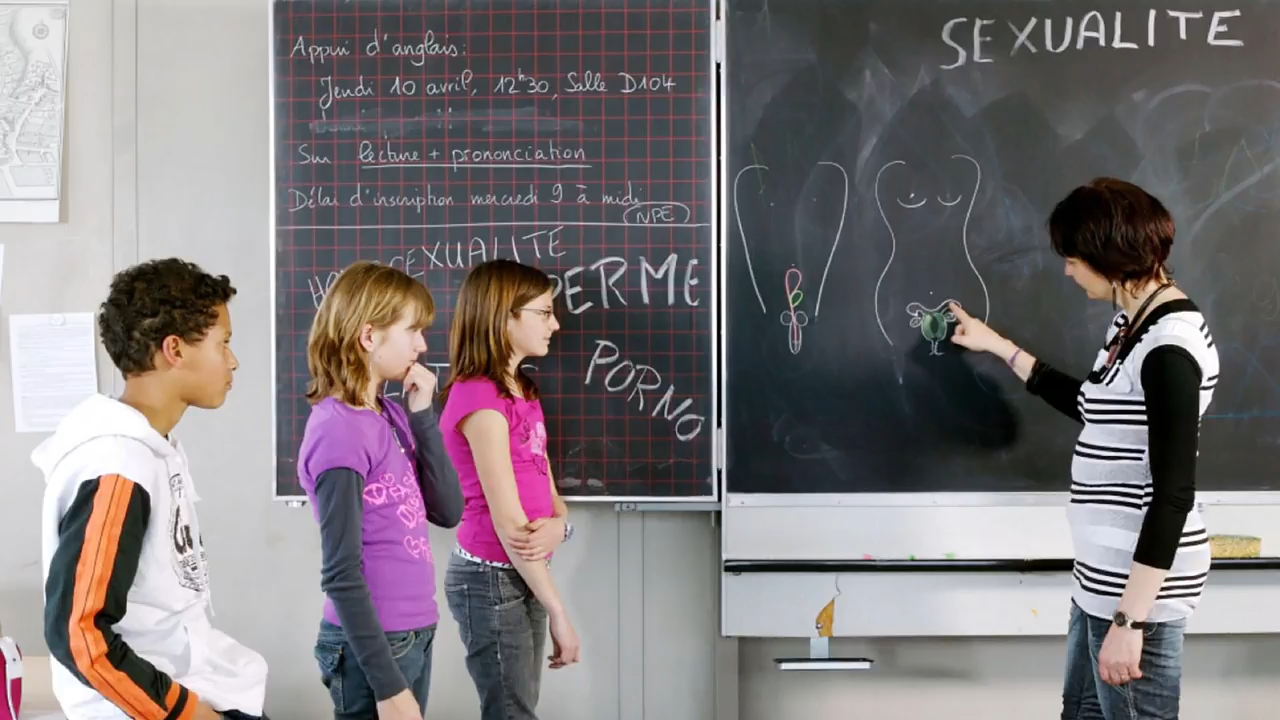 Appui d'anglais:
Jeudi 10 avril, 12h30, Salle D104
Sur lecture + prononciation
Délai d'inscription mercredi 9 à midi
NPE
SEXUALITE
PERME
PORNO
SEXUALITE